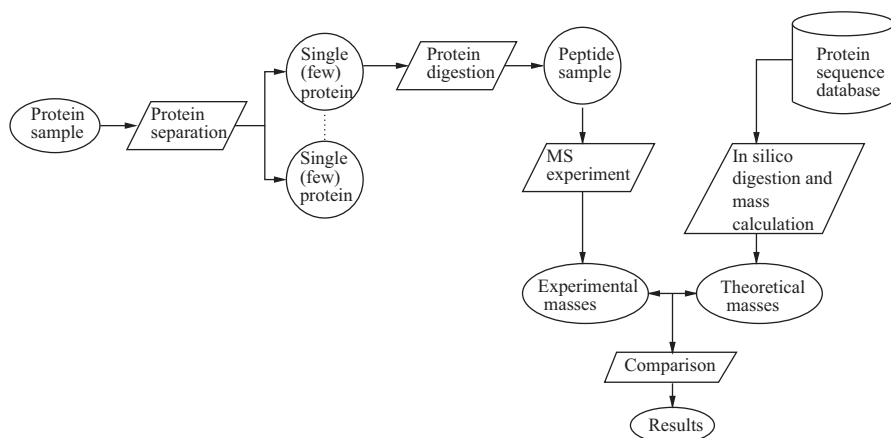 Protein
sample
Protein
separation
Single
(few)
protein
Single
(few)
protein
Protein
digestion
Peptide
sample
MS
experiment
Protein
sequence
database
In silico
digestion and
mass
calculation
Experimental
masses
Theoretical
masses
Comparison
Results